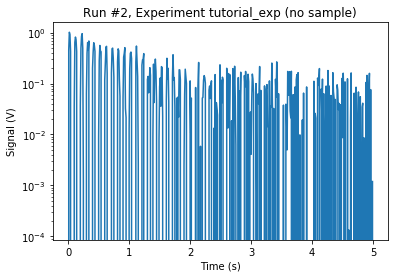 Run #2, Experiment tutorial_exp (no sample)
Signal (V)
10⁰
10⁻¹
10⁻²
10⁻³
10⁻⁴
0 1 2 3 4 5
Time (s)